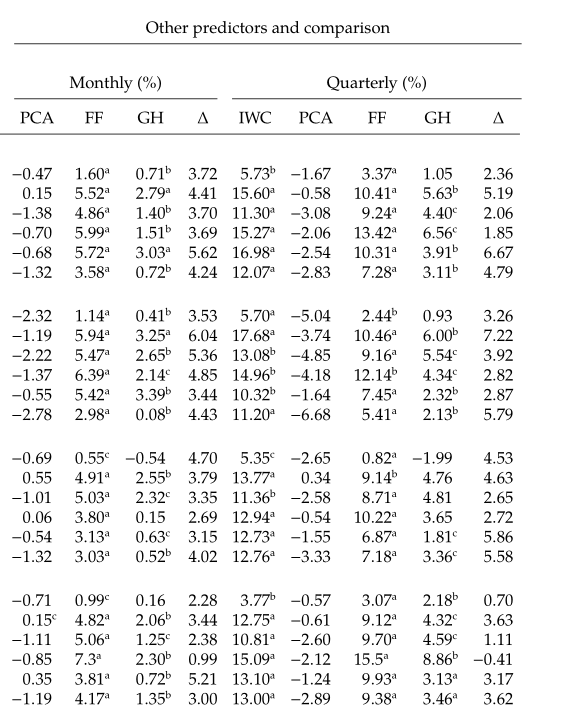 Other predictors and comparison
Monthly (%) Quarterly (%)
PCA FF GH Δ IWC PCA FF GH Δ
−0.47 1.60ᵃ 0.71ᵇ 3.72 5.73ᵇ −1.67 3.37ᵃ 1.05 2.36
0.15 5.52ᵃ 2.79ᵃ 4.41 15.60ᵃ −0.58 10.41ᵃ 5.63ᵇ 5.19
−1.38 4.86ᵃ 1.40ᵇ 3.70 11.30ᵃ −3.08 9.24ᵃ 4.40ᶜ 2.06
−0.70 5.99ᵃ 1.51ᵇ 3.69 15.27ᵃ −2.06 13.42ᵃ 6.56ᶜ 1.85
−0.68 5.72ᵃ 3.03ᵃ 5.62 16.98ᵃ −2.54 10.31ᵃ 3.91ᵇ 6.67
−1.32 3.58ᵃ 0.72ᵇ 4.24 12.07ᵃ −2.83 7.28ᵃ 3.11ᵇ 4.79
−2.32 1.14ᵃ 0.41ᵇ 3.53 5.70ᵃ −5.04 2.44ᵇ 0.93 3.26
−1.19 5.94ᵃ 3.25ᵃ 6.04 17.68ᵃ −3.74 10.46ᵃ 6.00ᵇ 7.22
−2.22 5.47ᵃ 2.65ᵇ 5.36 13.08ᵇ −4.85 9.16ᵃ 5.54ᶜ 3.92
−1.37 6.39ᵃ 2.14ᶜ 4.85 14.96ᵇ −4.18 12.14ᵇ 4.34ᶜ 2.82
−0.55 5.42ᵃ 3.39ᵇ 3.44 10.32ᵇ −1.64 7.45ᵃ 2.32ᵇ 2.87
−2.78 2.98ᵃ 0.08ᵇ 4.43 11.20ᵃ −6.68 5.41ᵃ 2.13ᵇ 5.79
−0.69 0.55ᶜ −0.54 4.70 5.35ᶜ −2.65 0.82ᵃ −1.99 4.53
0.55 4.91ᵃ 2.55ᵇ 3.79 13.77ᵃ 0.34 9.14ᵇ 4.76 4.63
−1.01 5.03ᵃ 2.32ᶜ 3.35 11.36ᵇ −2.58 8.71ᵃ 4.81 2.65
0.06 3.80ᵃ 0.15 2.69 12.94ᵃ −0.54 10.22ᵃ 3.65 2.72
−0.54 3.13ᵃ 0.63ᶜ 3.15 12.73ᵃ −1.55 6.87ᵃ 1.81ᶜ 5.86
−1.32 3.03ᵃ 0.52ᵇ 4.02 12.76ᵃ −3.33 7.18ᵃ 3.36ᶜ 5.58
−0.71 0.99ᶜ 0.16 2.28 3.77ᵇ −0.57 3.07ᵃ 2.18ᵇ 0.70
0.15ᶜ 4.82ᵃ 2.06ᵇ 3.44 12.75ᵃ −0.61 9.12ᵃ 4.32ᶜ 3.63
−1.11 5.06ᵃ 1.25ᶜ 2.38 10.81ᵃ −2.60 9.70ᵃ 4.59ᶜ 1.11
−0.85 7.3ᵃ 2.30ᵇ 0.99 15.09ᵃ −2.12 15.5ᵃ 8.86ᵇ −0.41
0.35 3.81ᵃ 0.72ᵇ 5.21 13.10ᵃ −1.24 9.93ᵃ 3.13ᵃ 3.17
−1.19 4.17ᵃ 1.35ᵇ 3.00 13.00ᵃ −2.89 9.38ᵃ 3.46ᵃ 3.62